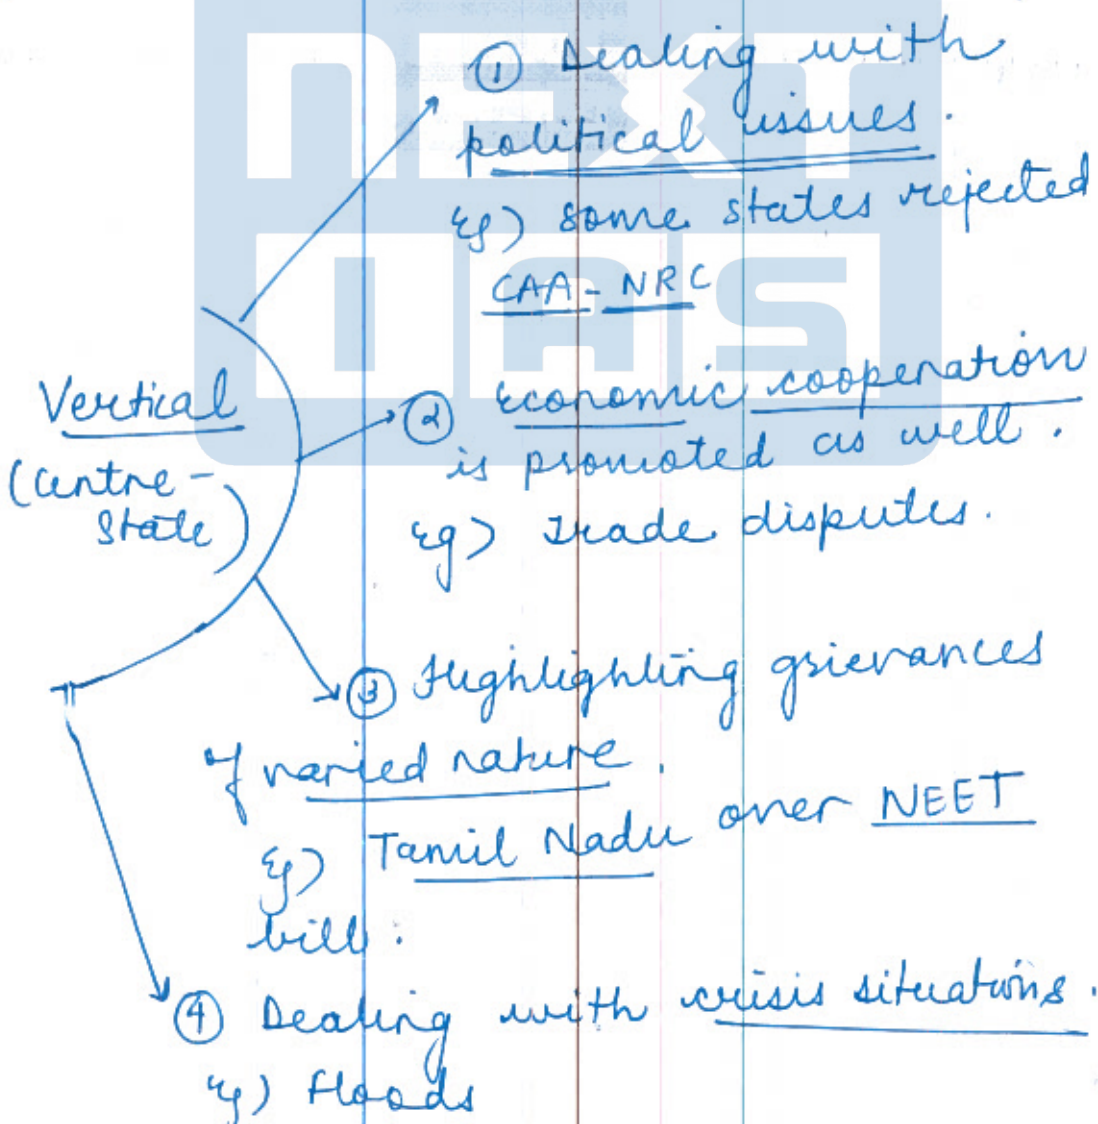 NEXT
IAS
① Dealing with
political issues.
Eg) some states rejected
CAA - NRC
Vertical
(Centre -
State)
② Economic cooperation
is promoted as well.
Eg) Trade disputes.
③ Highlighting grievances
of varied nature.
Eg) Tamil Nadu over NEET
bill.
④ Dealing with crisis situations.
Eg) floods